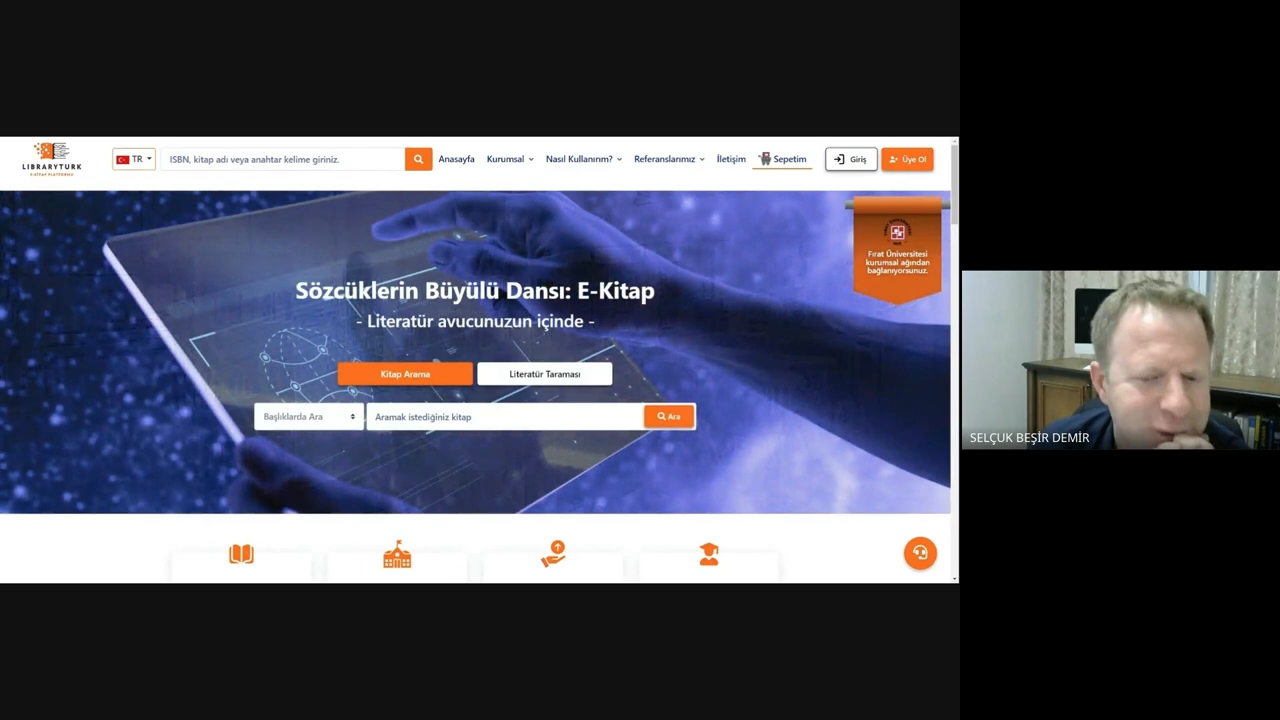 LIBRARYTURK
E-KİTAP PLATFORMU
TR
ISBN, kitap adı veya anahtar kelime giriniz.
Anasayfa
Kurumsal
Nasıl Kullanırım?
Referanslarımız
İletişim
Sepetim
Giriş
Üye Ol
Fırat Üniversitesi
kurumsal ağından
bağlanıyorsunuz.
Sözcüklerin Büyülü Dansı: E-Kitap
- Literatür avucunuzun içinde -
Kitap Arama
Literatür Taraması
Başlıklarda Ara
Aramak istediğiniz kitap
Ara
SELÇUK BEŞİR DEMİR